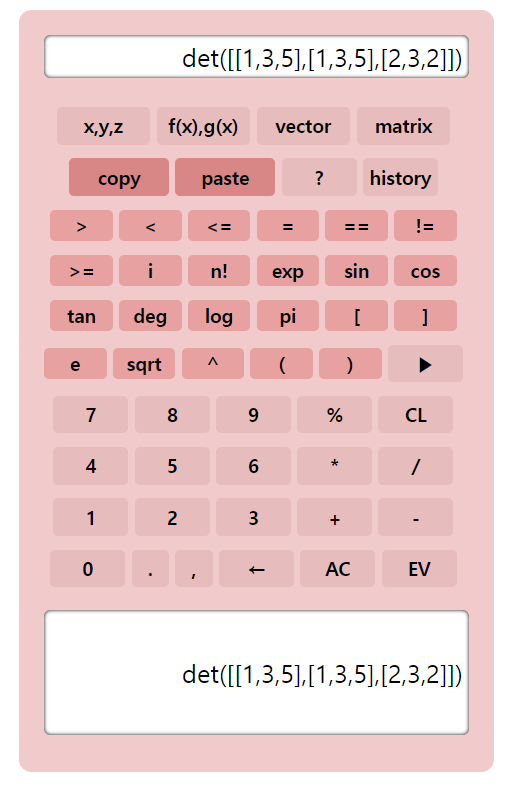 det([[1,3,5],[1,3,5],[2,3,2]])
x,y,z f(x),g(x) vector matrix
copy paste ? history
> < <= = == !=
>= i n! exp sin cos
tan deg log pi [ ]
e sqrt ^ ( ) ▶
7 8 9 % CL
4 5 6 * /
1 2 3 + -
0 . , ← AC EV
det([[1,3,5],[1,3,5],[2,3,2]])